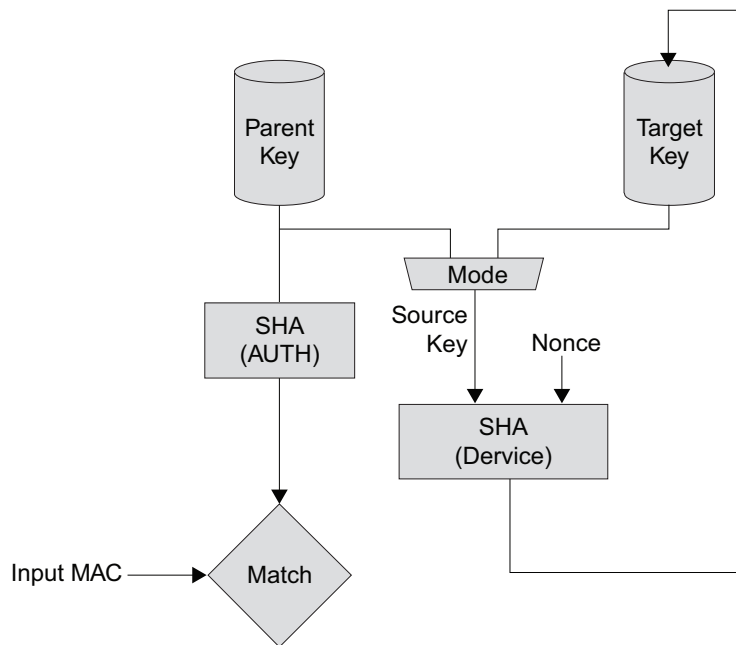 Parent
Key
Target
Key
Mode
Source
Key
Nonce
SHA
(AUTH)
SHA
(Dervice)
Input MAC
Match